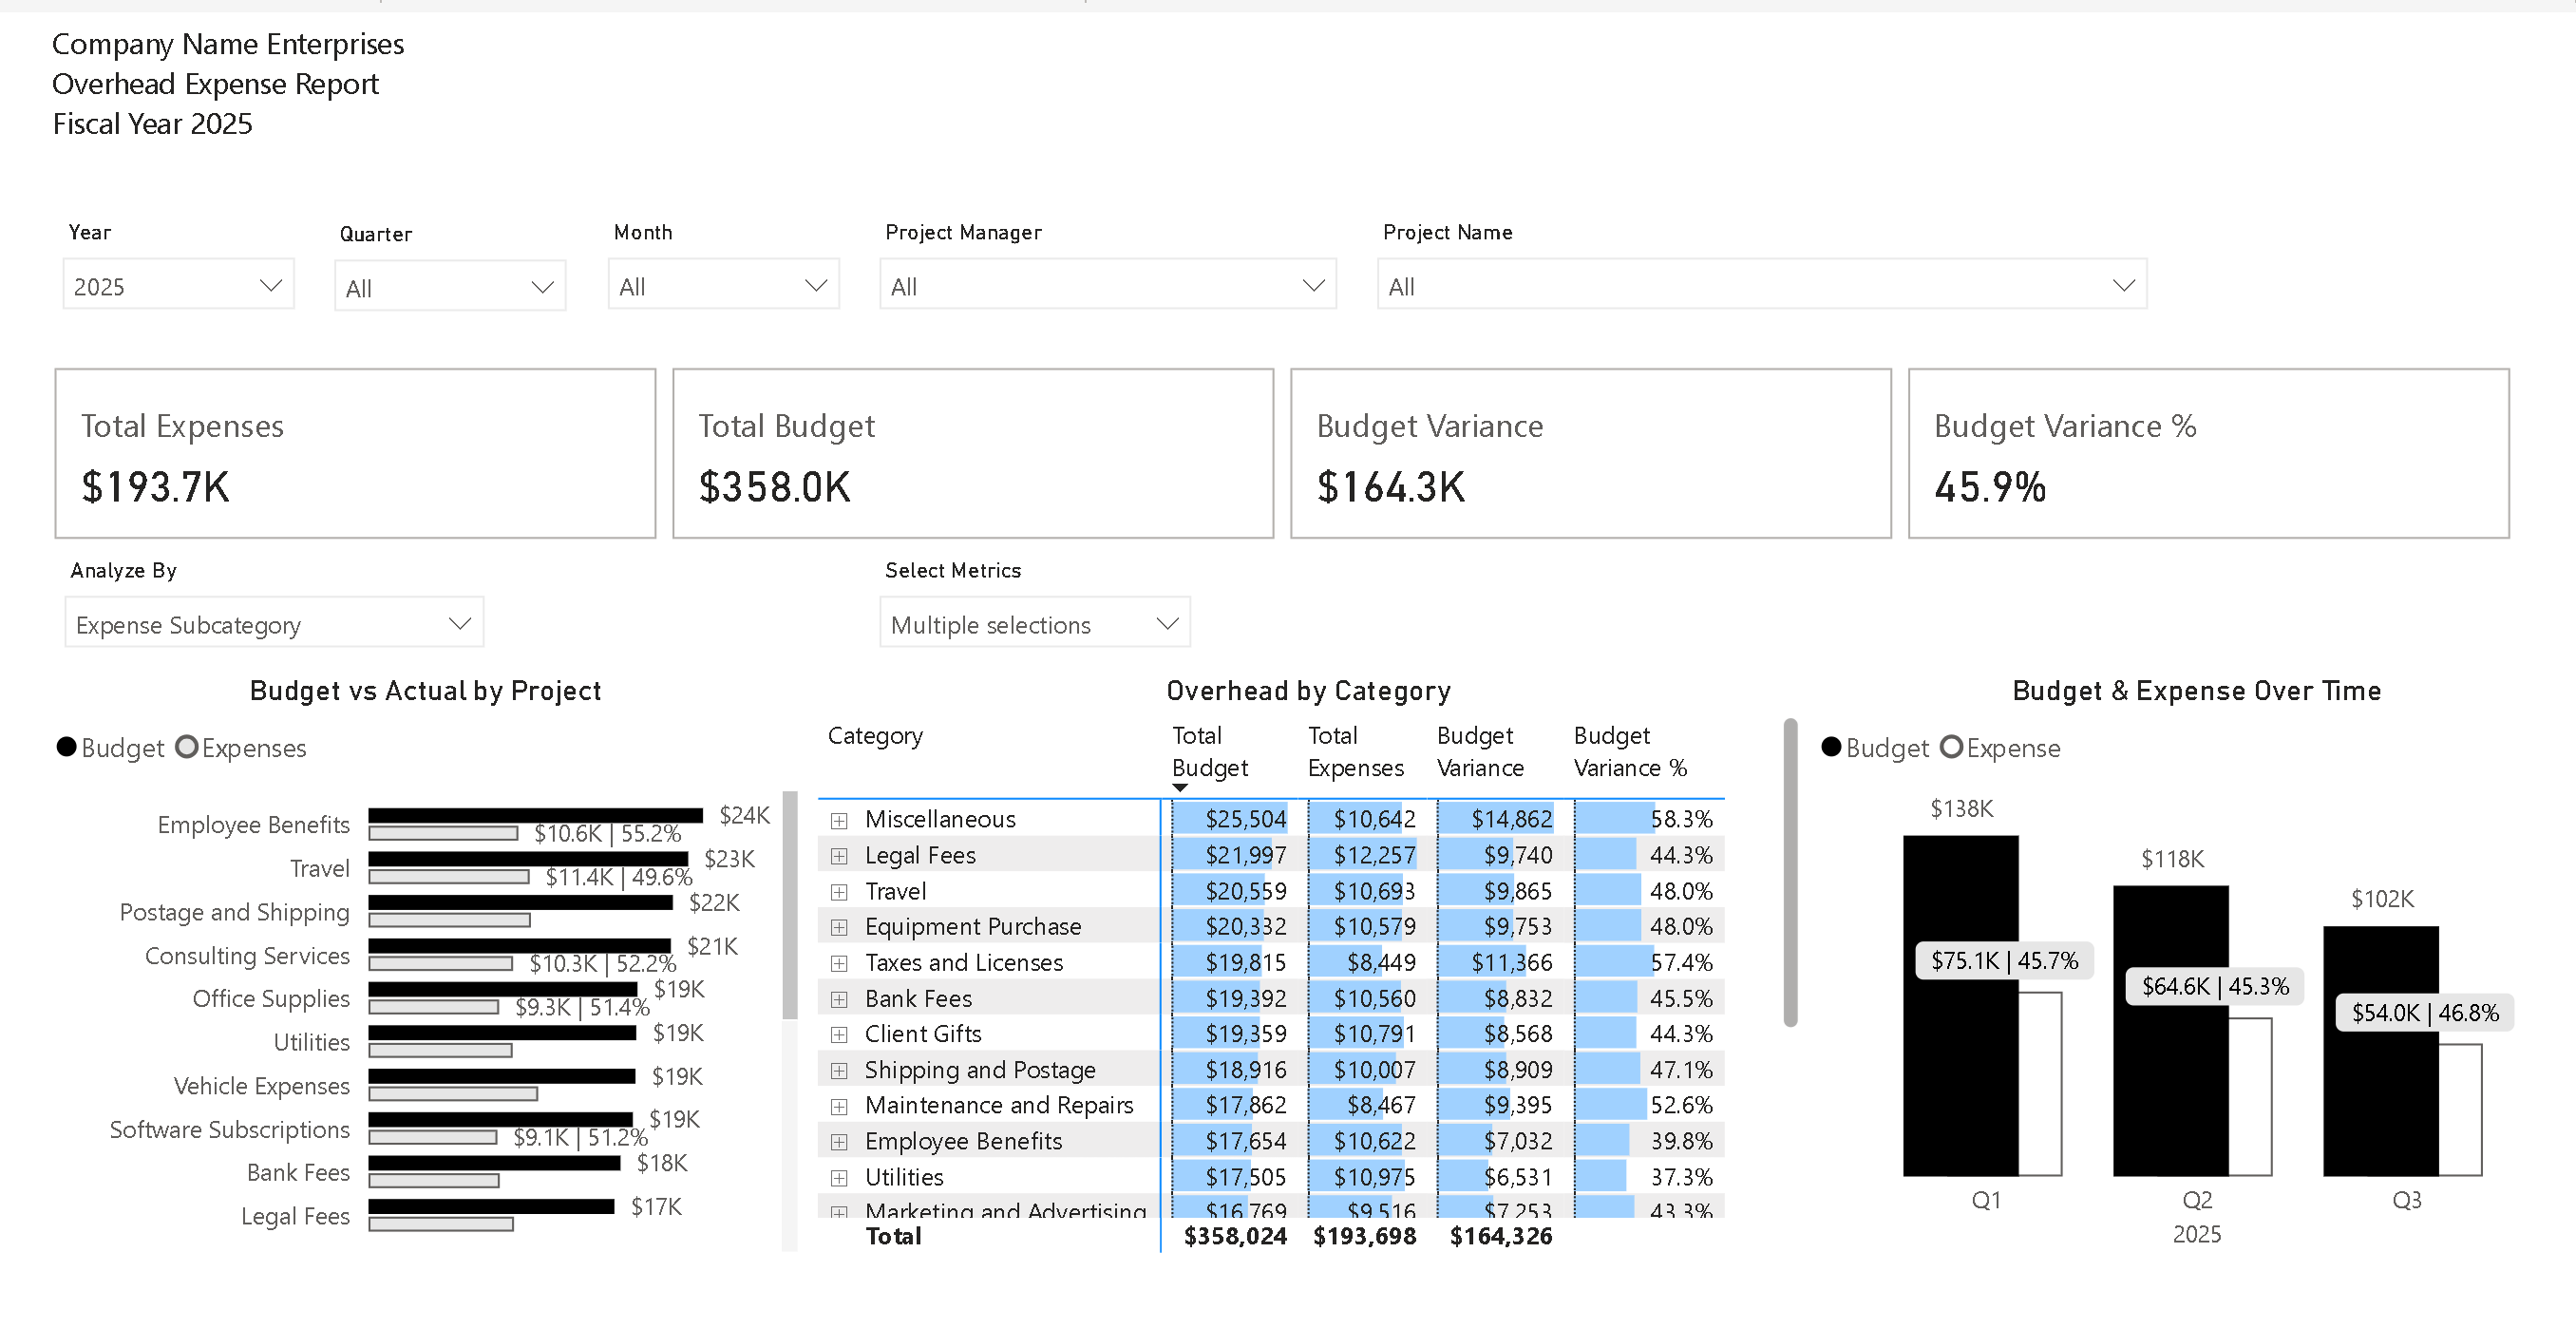 Company Name Enterprises
Overhead Expense Report
Fiscal Year 2025
Year
Quarter
Month
Project Manager
Project Name
2025
All
All
All
All
Total Expenses
$193.7K
Total Budget
$358.0K
Budget Variance
$164.3K
Budget Variance %
45.9%
Analyze By
Expense Subcategory
Select Metrics
Multiple selections
Budget vs Actual by Project
Budget Expenses
Employee Benefits $24K
$10.6K | 55.2%
Travel $23K
$11.4K | 49.6%
Postage and Shipping $22K
Consulting Services $21K
$10.3K | 52.2%
Office Supplies $19K
$9.3K | 51.4%
Utilities $19K
Vehicle Expenses $19K
Software Subscriptions $19K
$9.1K | 51.2%
Bank Fees $18K
Legal Fees $17K
Overhead by Category
Category Total Budget Total Expenses Budget Variance Budget Variance %
Miscellaneous $25,504 $10,642 $14,862 58.3%
Legal Fees $21,997 $12,257 $9,740 44.3%
Travel $20,559 $10,693 $9,865 48.0%
Equipment Purchase $20,332 $10,579 $9,753 48.0%
Taxes and Licenses $19,815 $8,449 $11,366 57.4%
Bank Fees $19,392 $10,560 $8,832 45.5%
Client Gifts $19,359 $10,791 $8,568 44.3%
Shipping and Postage $18,916 $10,007 $8,909 47.1%
Maintenance and Repairs $17,862 $8,467 $9,395 52.6%
Employee Benefits $17,654 $10,622 $7,032 39.8%
Utilities $17,505 $10,975 $6,531 37.3%
Marketing and Advertising $16,769 $9,516 $7,253 43.3%
Total $358,024 $193,698 $164,326
Budget & Expense Over Time
Budget Expense
$138K
$118K
$102K
$75.1K | 45.7%
$64.6K | 45.3%
$54.0K | 46.8%
Q1 Q2 Q3
2025